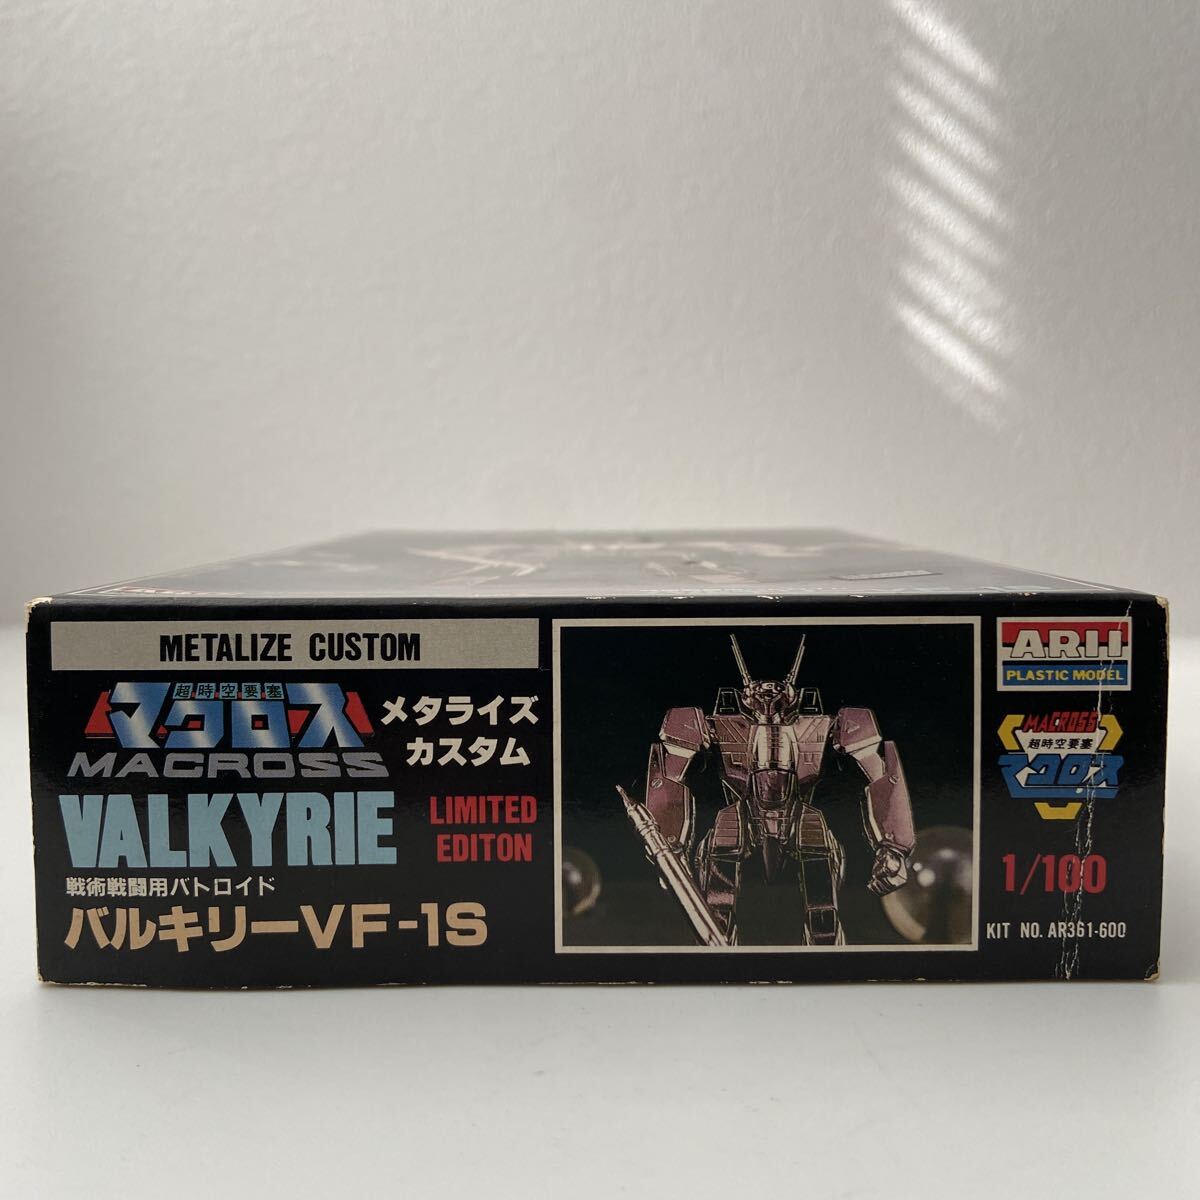 METALIZE CUSTOM
超時空要塞
マクロス
MACROSS
メタライズ
カスタム
VALKYRIE
LIMITED
EDITON
戦術戦闘用バトロイド
バルキリーVF-1S
ARII
PLASTIC MODEL
MACROSS
超時空要塞
マクロス
1/100
KIT NO. AR361-600